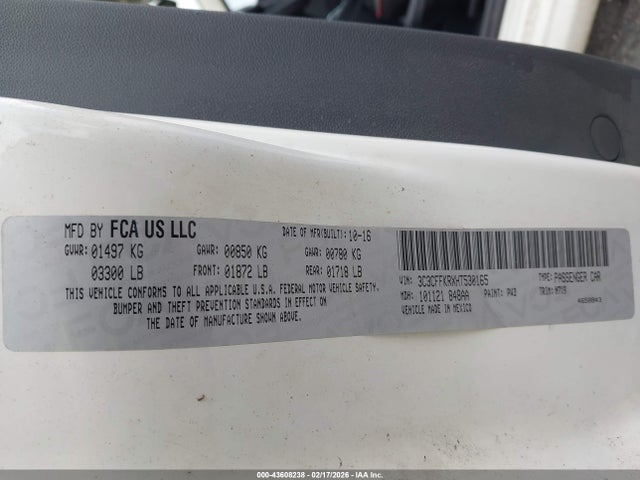 MFD BY FCA US LLC
DATE OF MFR(BUILT): 10-16
GVWR: 01497 KG GAWR: 00850 KG GAWR: 00780 KG
03300 LB FRONT: 01872 LB REAR: 01718 LB
THIS VEHICLE CONFORMS TO ALL APPLICABLE U.S.A. FEDERAL MOTOR VEHICLE SAFETY,
BUMPER AND THEFT PREVENTION STANDARDS IN EFFECT ON
THE DATE OF MANUFACTURE SHOWN ABOVE.
VIN: 3C3CFFKRXHT530165 TYPE: PASSENGER CAR
MDH: 101121 848AA PAINT: PW3 TRIM:
VEHICLE MADE IN MEXICO
000-43608238 - 02/17/2026 - IAA Inc.